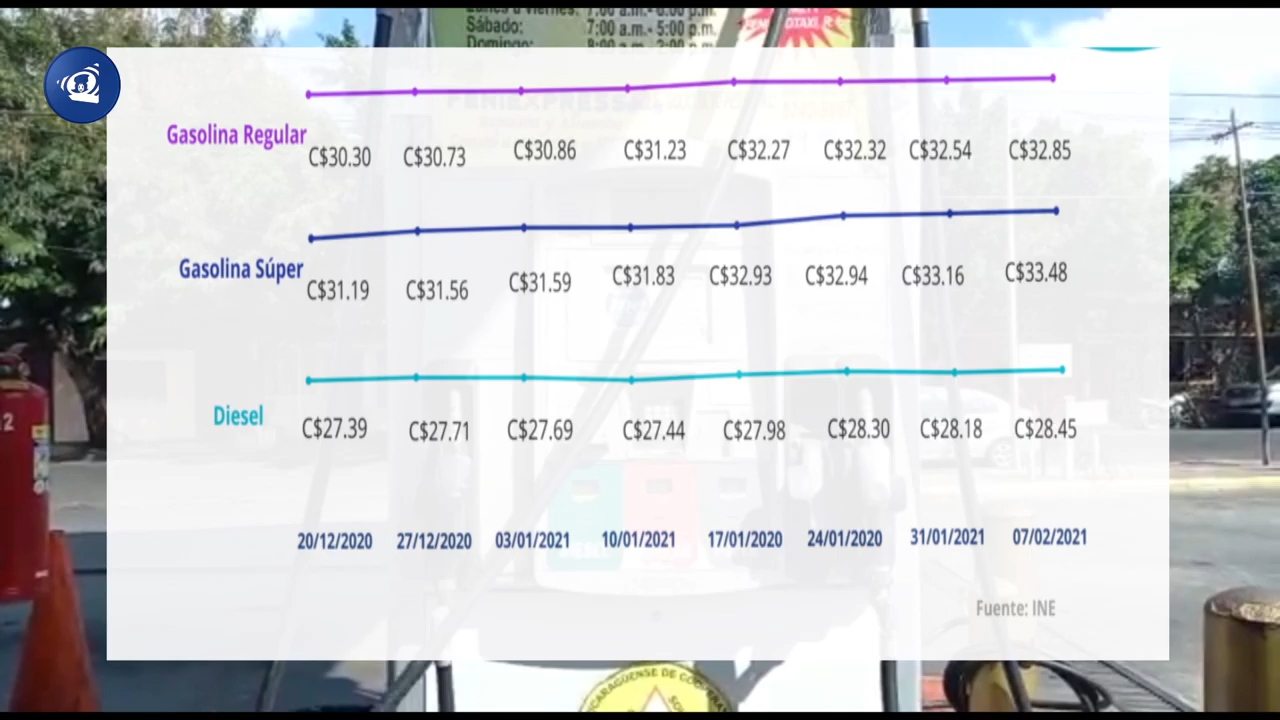 Sábado: 7:00 a.m.- 5:00 p.m.
Gasolina Regular
C$30.30 C$30.73 C$30.86 C$31.23 C$32.27 C$32.32 C$32.54 C$32.85
Gasolina Súper
C$31.19 C$31.56 C$31.59 C$31.83 C$32.93 C$32.94 C$33.16 C$33.48
Diesel
C$27.39 C$27.71 C$27.69 C$27.44 C$27.98 C$28.30 C$28.18 C$28.45
20/12/2020 27/12/2020 03/01/2021 10/01/2021 17/01/2020 24/01/2020 31/01/2021 07/02/2021
Fuente: INE